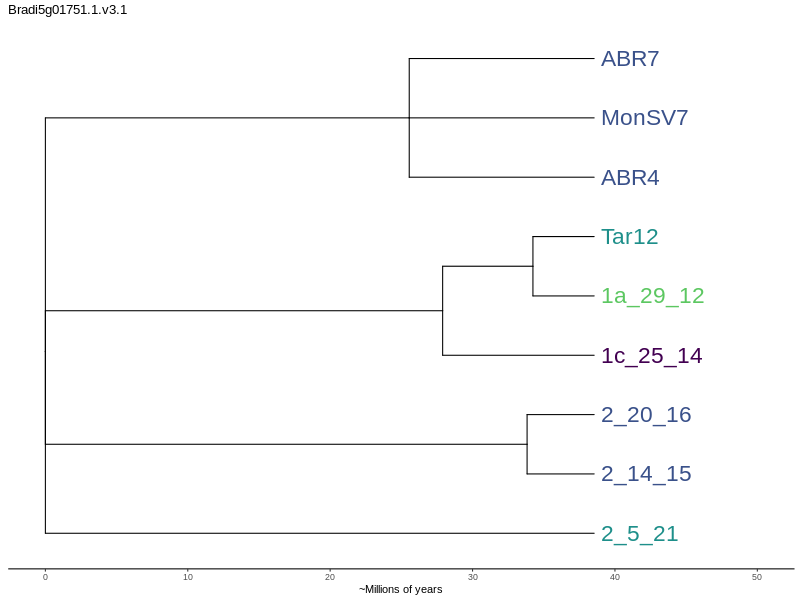 Bradi5g01751.1.v3.1
ABR7
MonSV7
ABR4
Tar12
1a_29_12
1c_25_14
2_20_16
2_14_15
2_5_21
0 10 20 30 40 50
~Millions of years